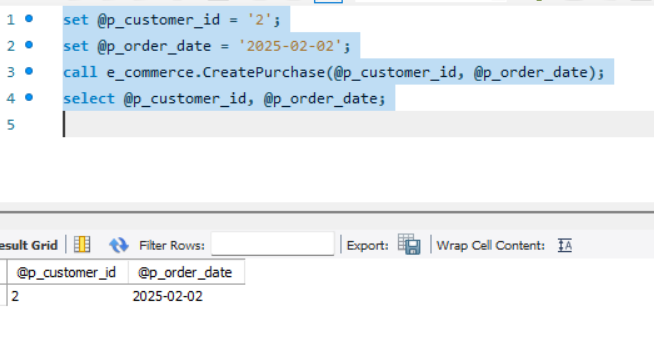 1 set @p_customer_id = '2';
2 set @p_order_date = '2025-02-02';
3 call e_commerce.CreatePurchase(@p_customer_id, @p_order_date);
4 select @p_customer_id, @p_order_date;
5
esult Grid Filter Rows: Export: Wrap Cell Content:
@p_customer_id @p_order_date
2 2025-02-02